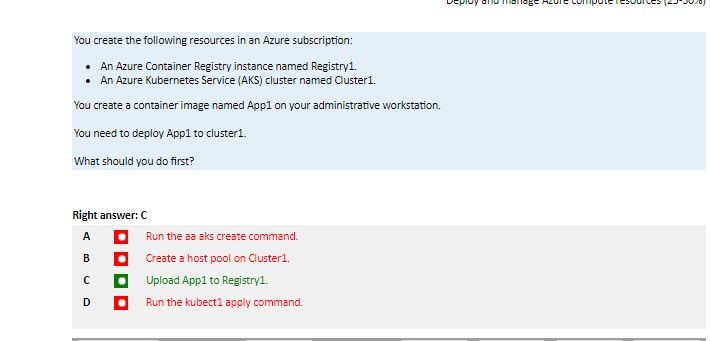 Deploy and manage Azure compute resources (25-30%)
You create the following resources in an Azure subscription:
• An Azure Container Registry instance named Registry1.
• An Azure Kubernetes Service (AKS) cluster named Cluster1.
You create a container image named App1 on your administrative workstation.
You need to deploy App1 to cluster1.
What should you do first?
Right answer: C
A Run the aa aks create command.
B Create a host pool on Cluster1.
C Upload App1 to Registry1.
D Run the kubect1 apply command.